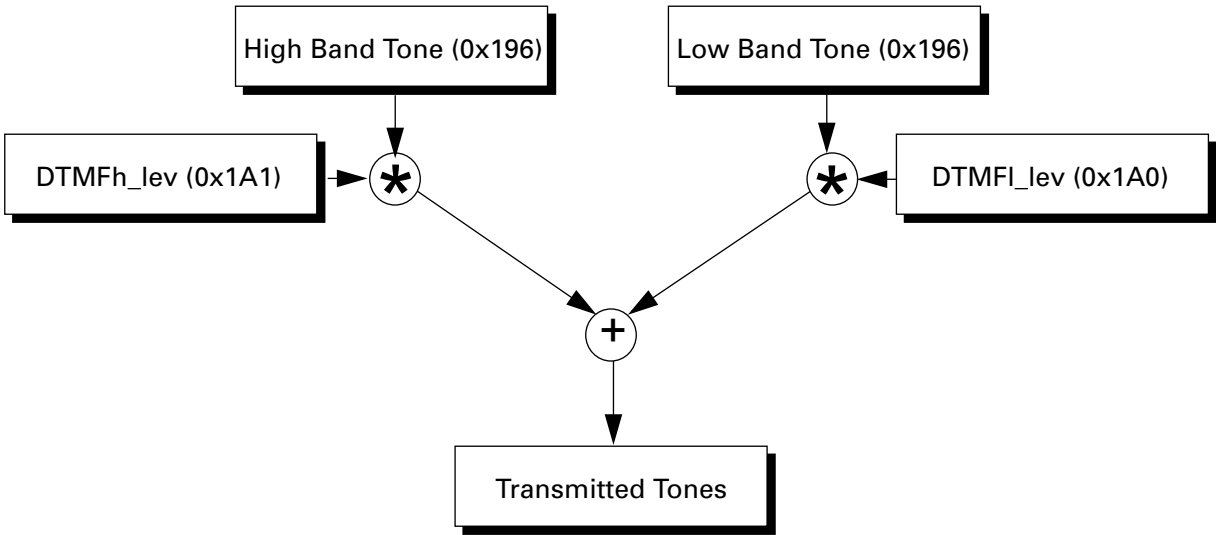 High Band Tone (0x196)
Low Band Tone (0x196)
DTMFh_lev (0x1A1)
*
*
DTMFl_lev (0x1A0)
+
Transmitted Tones